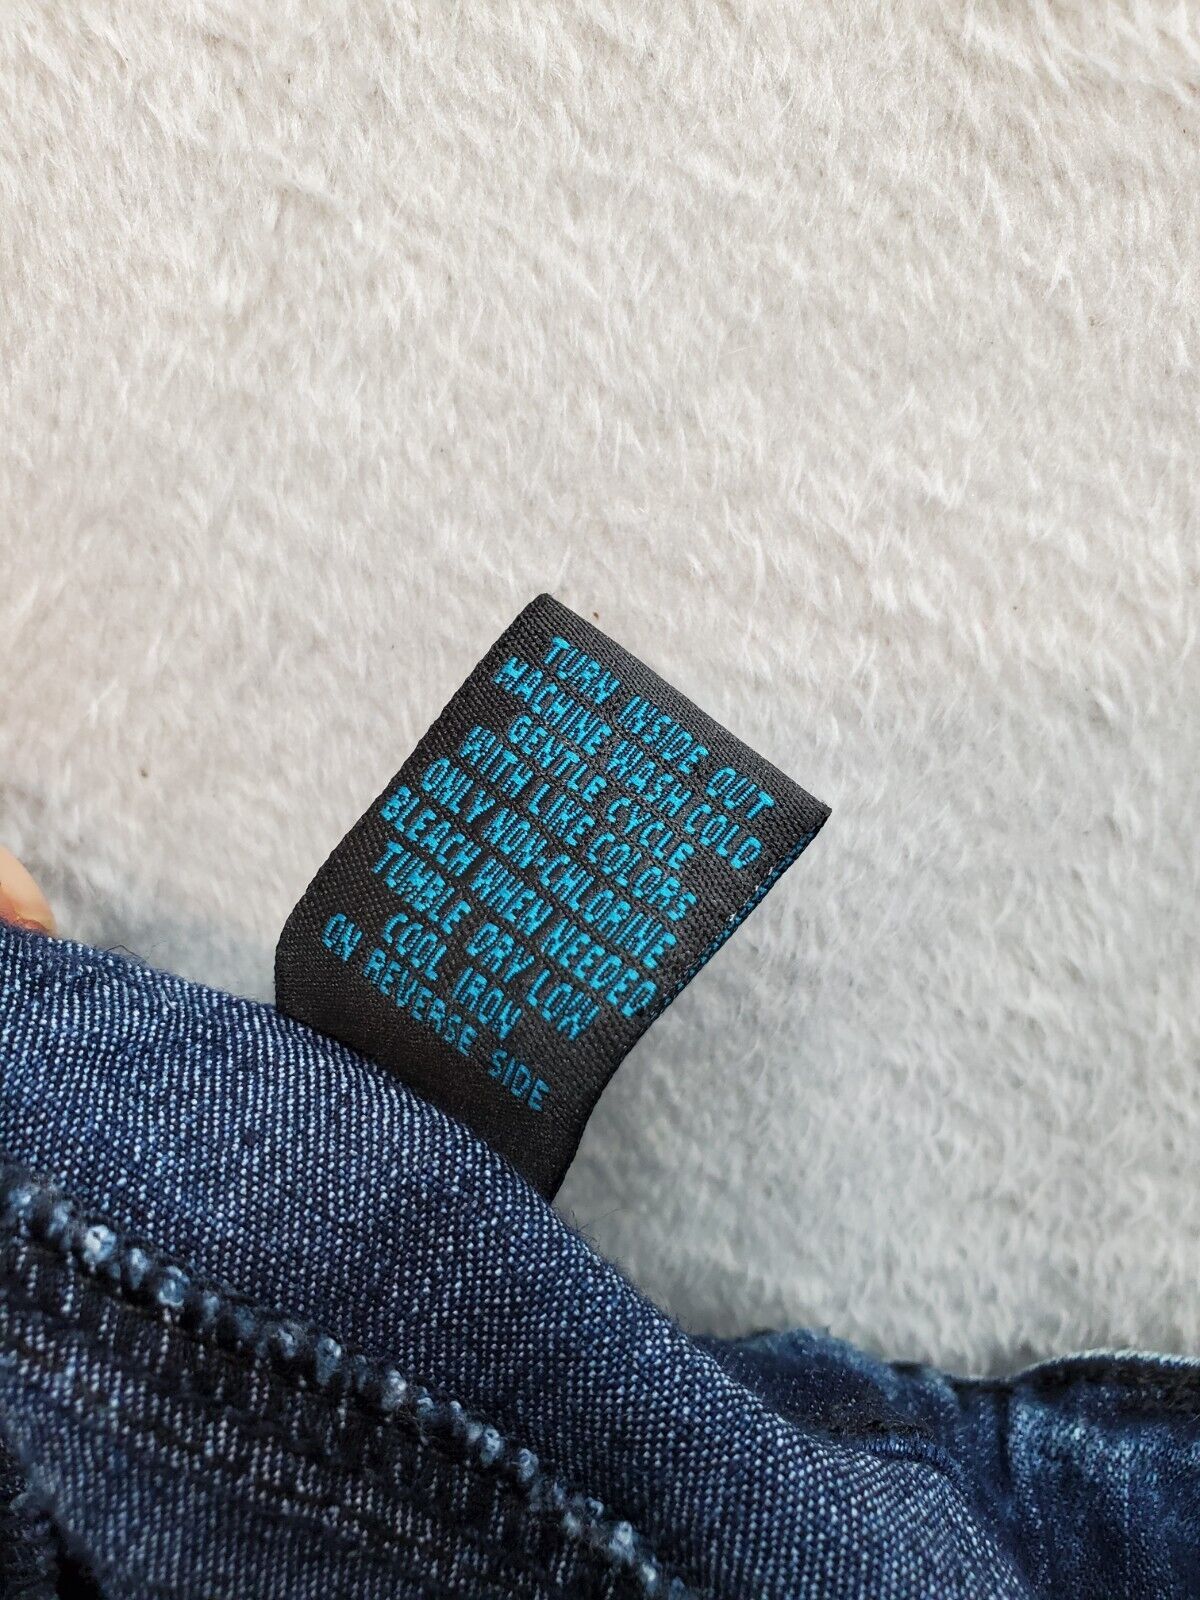 TURN INSIDE OUT
MACHINE WASH COLD
GENTLE CYCLE
WITH LIKE COLORS
ONLY NON-CHLORINE
BLEACH WHEN NEEDED
TUMBLE DRY LOW
COOL IRON
ON REVERSE SIDE